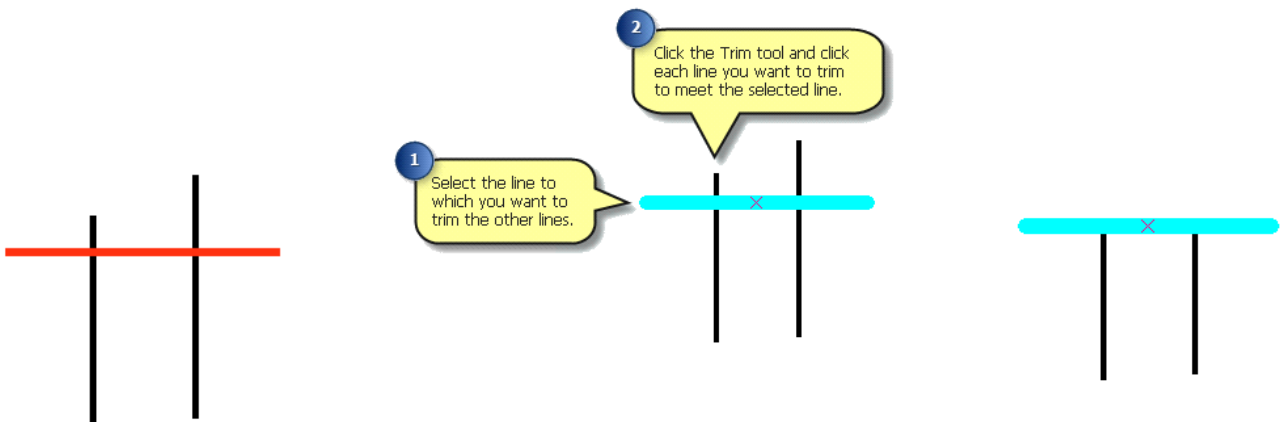 1
Select the line to
which you want to
trim the other lines.
2
Click the Trim tool and click
each line you want to trim
to meet the selected line.